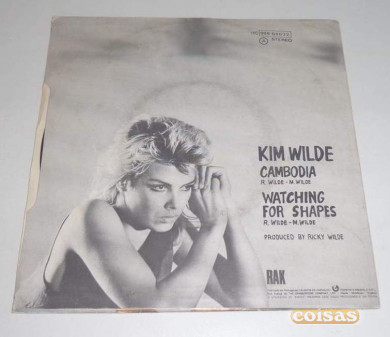 STEREO
KIM WILDE
CAMBODIA
R. WILDE - M. WILDE
WATCHING
FOR SHAPES
R. WILDE - M. WILDE
PRODUCED BY RICKY WILDE
RAK
coisas